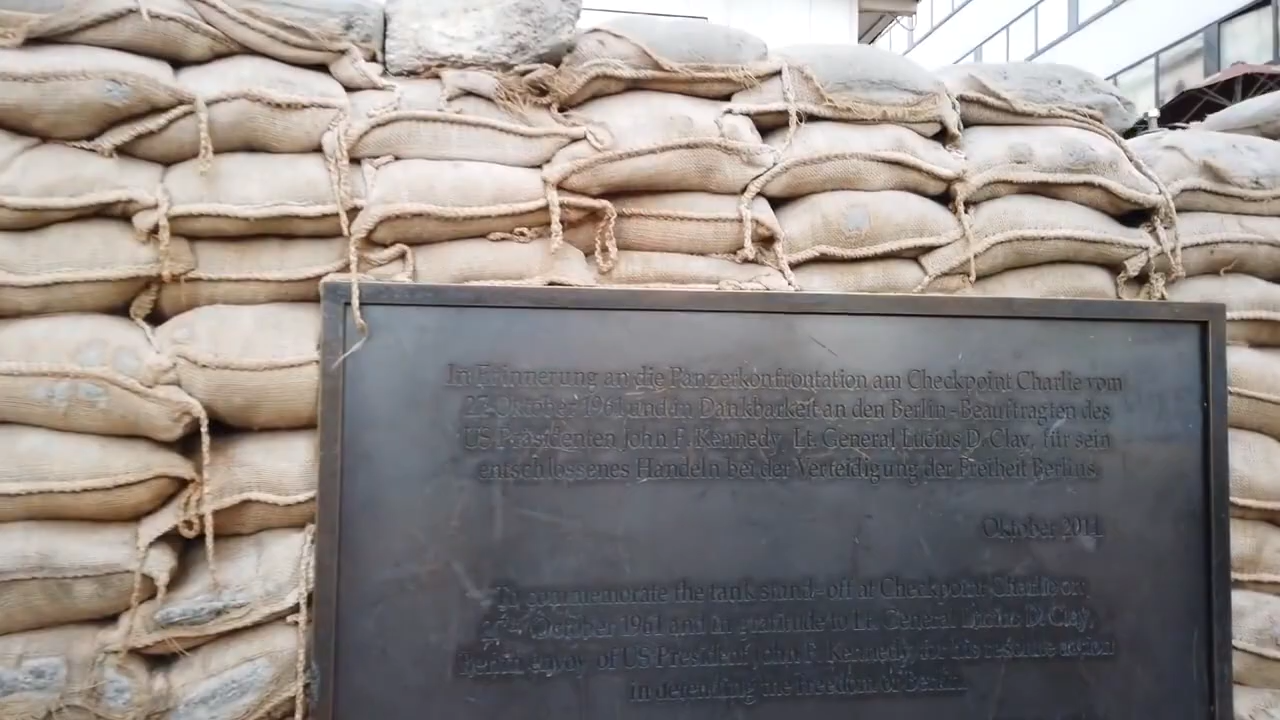 In Erinnerung an die Panzerkonfrontation am Checkpoint Charlie vom
27. Oktober 1961 und in Dankbarkeit an den Berlin-Beauftragten des
US Präsidenten John F. Kennedy, Lt. General Lucius D. Clay, für sein
entschlossenes Handeln bei der Verteidigung der Freiheit Berlins.
Oktober 2011
To commemorate the tank stand-off at Checkpoint Charlie on
27th October 1961 and in gratitude to Lt. General Lucius D. Clay,
Berlin envoy of US President John F. Kennedy, for his resolute action
in defending the Freedom of Berlin.